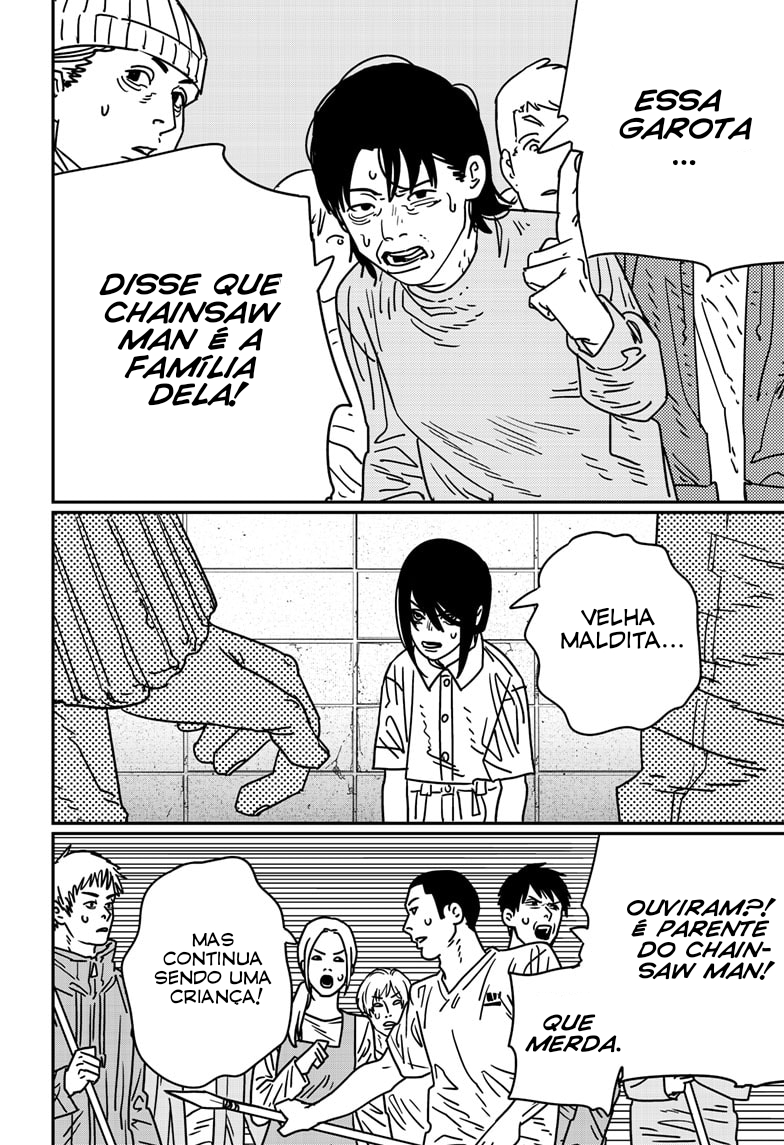 ESSA
GAROTA
...
DISSE QUE
CHAINSAW
MAN É A
FAMÍLIA
DELA!
VELHA
MALDITA...
OUVIRAM?!
É PARENTE
DO CHAIN-
SAW MAN!
QUE
MERDA.
MAS
CONTINUA
SENDO UMA
CRIANÇA!